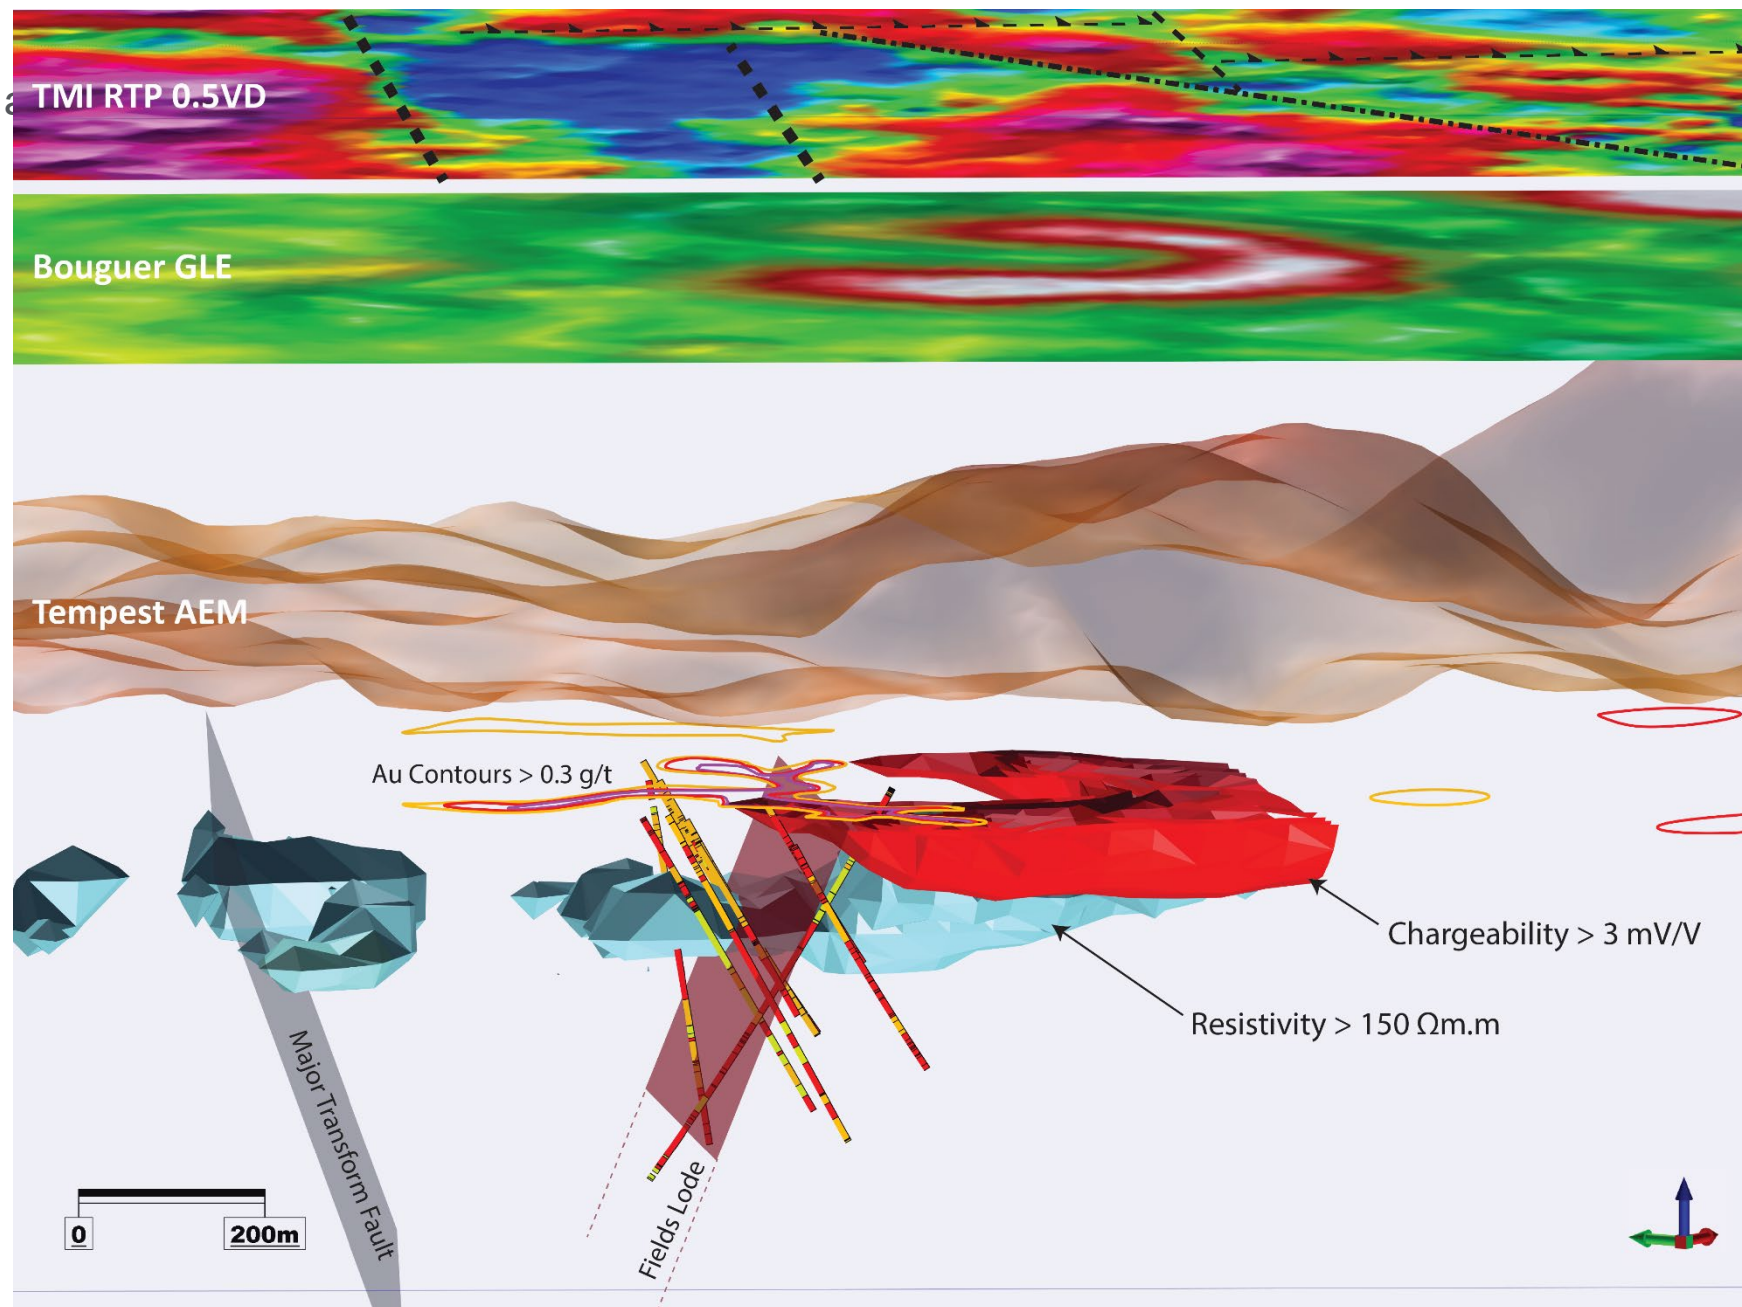 a
TMI RTP 0.5VD
Bouguer GLE
Tempest AEM
Au Contours > 0.3 g/t
Chargeability > 3 mV/V
Resistivity > 150 Ωm.m
Major Transform Fault
Fields Lode
0
200m